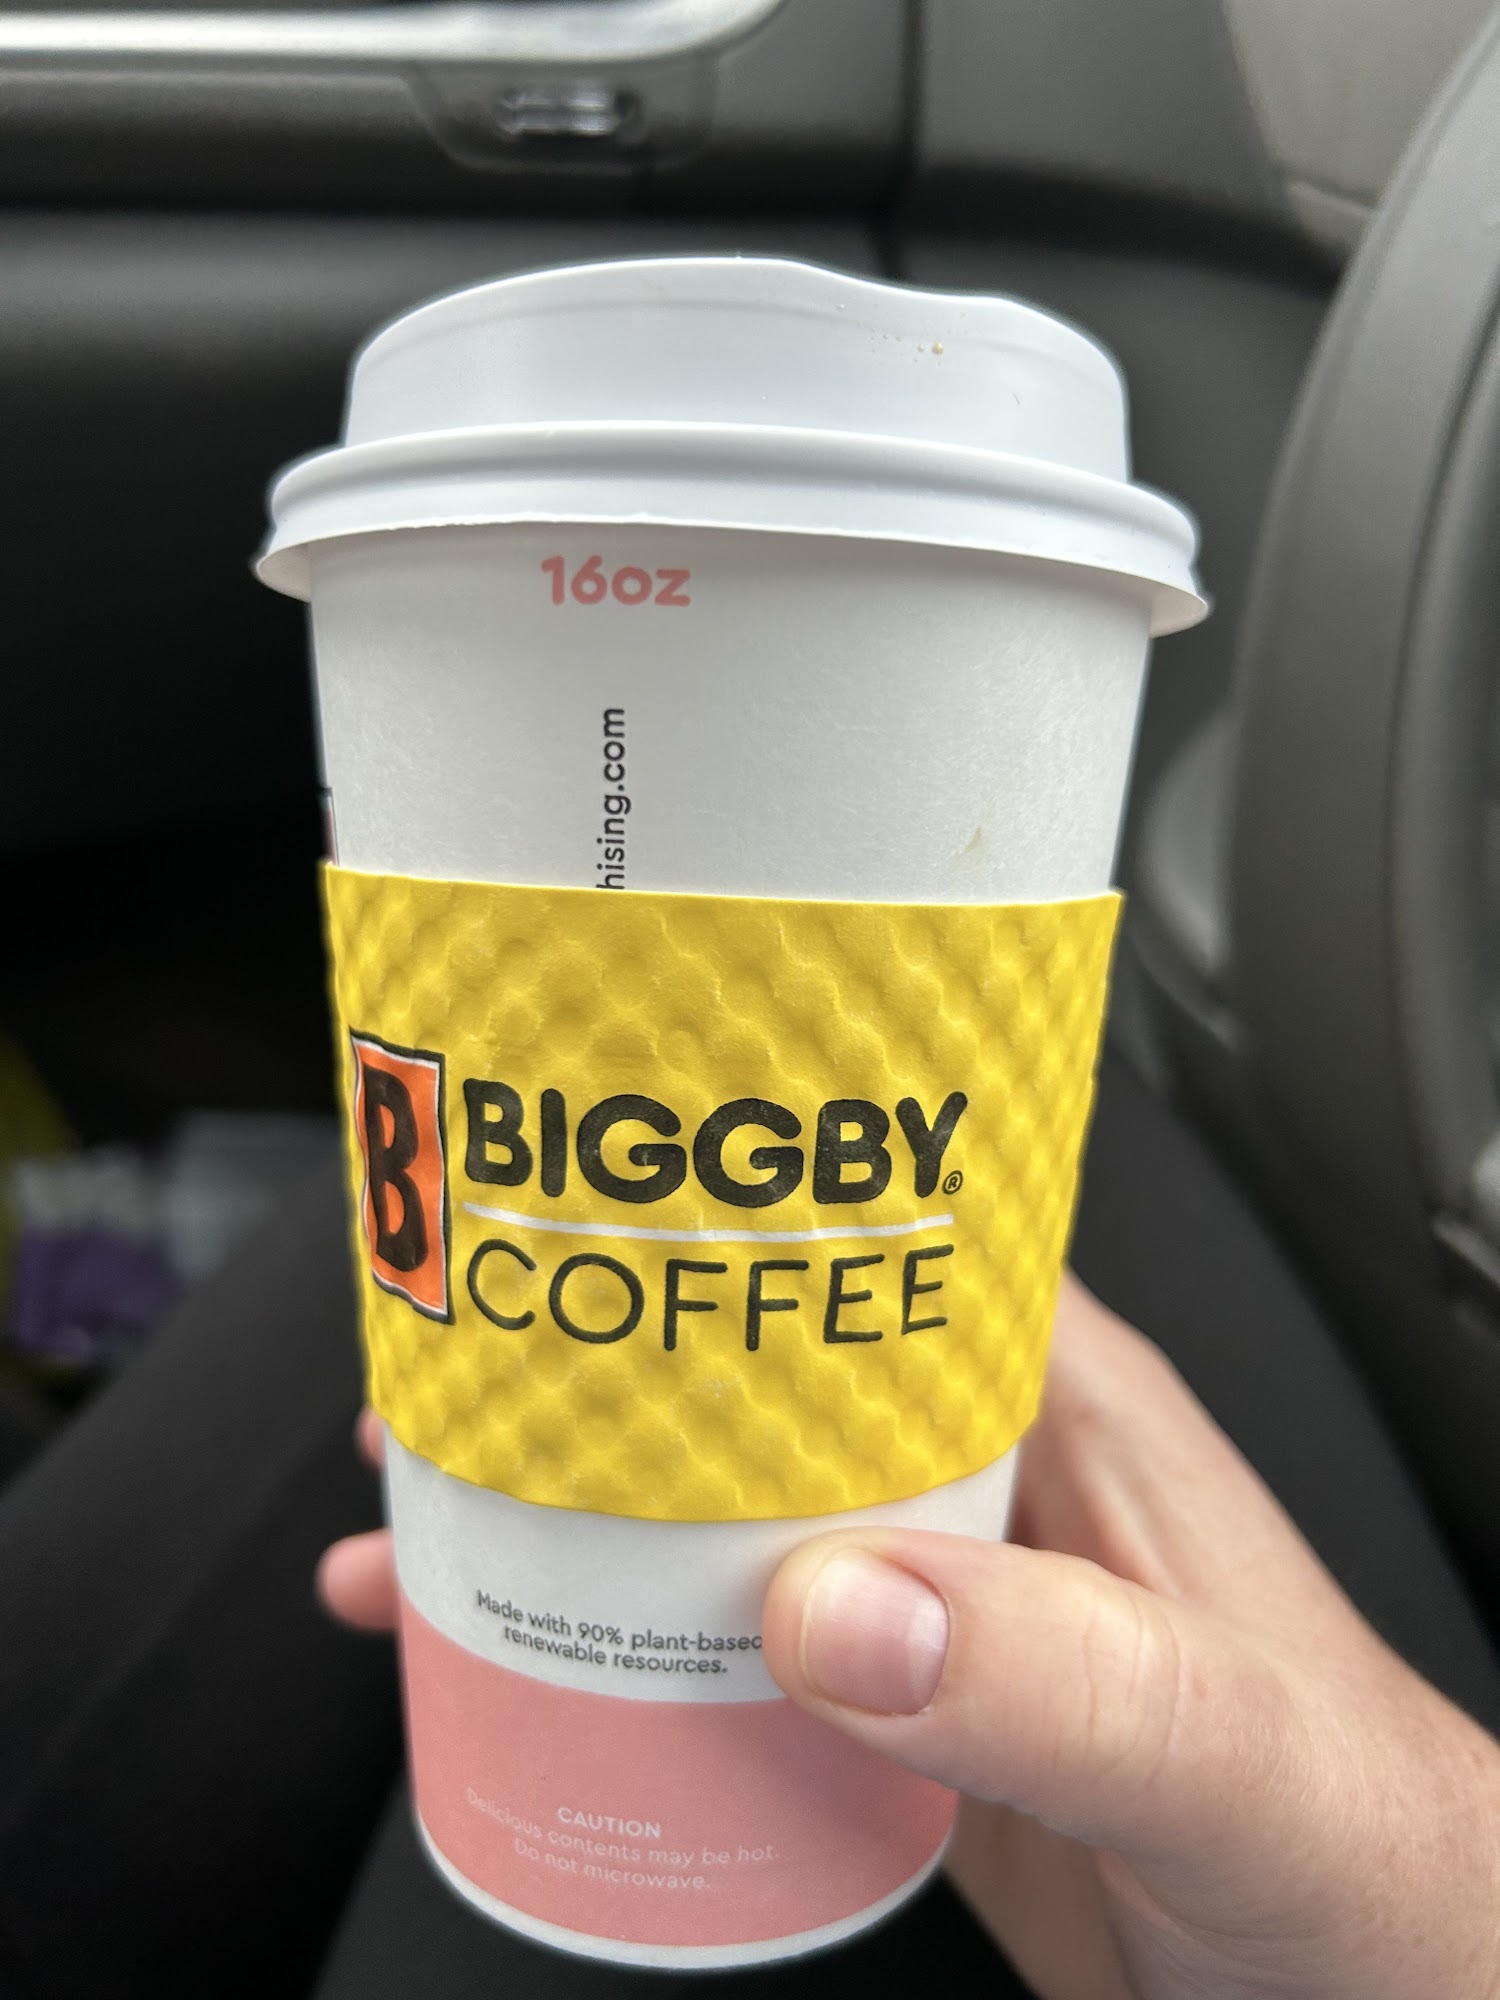 16oz
hising.com
B
BIGGBY®
COFFEE
Made with 90% plant-based
renewable resources.
CAUTION
Delicious contents may be hot.
Do not microwave.